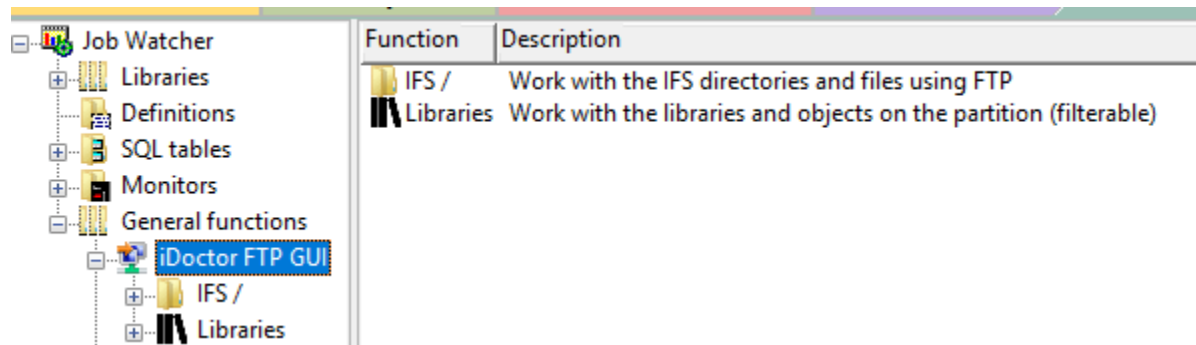 Job Watcher
Libraries
Definitions
SQL tables
Monitors
General functions
iDoctor FTP GUI
IFS /
Libraries
Function Description
IFS / Work with the IFS directories and files using FTP
Libraries Work with the libraries and objects on the partition (filterable)